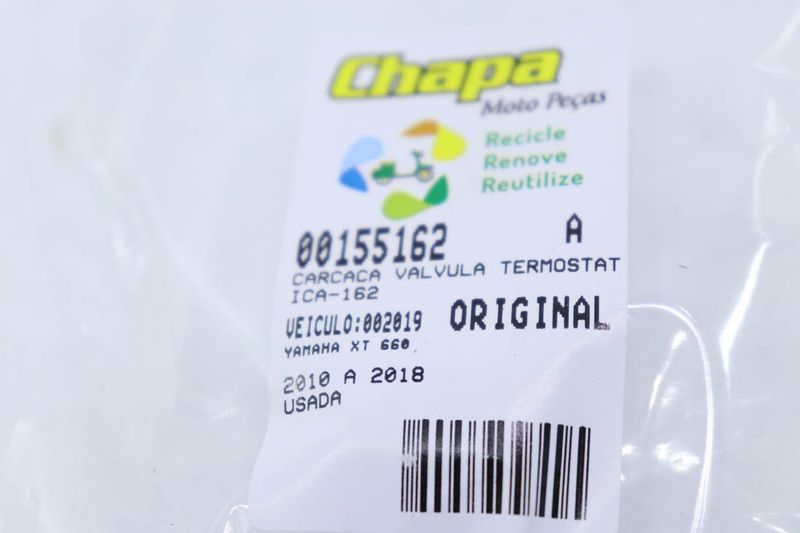 Chapa
Moto Peças
Recicle
Renove
Reutilize
00155162 A
CARCACA VALVULA TERMOSTAT
ICA-162
VEICULO:002019 ORIGINAL
YAMAHA XT 660
2010 A 2018
USADA